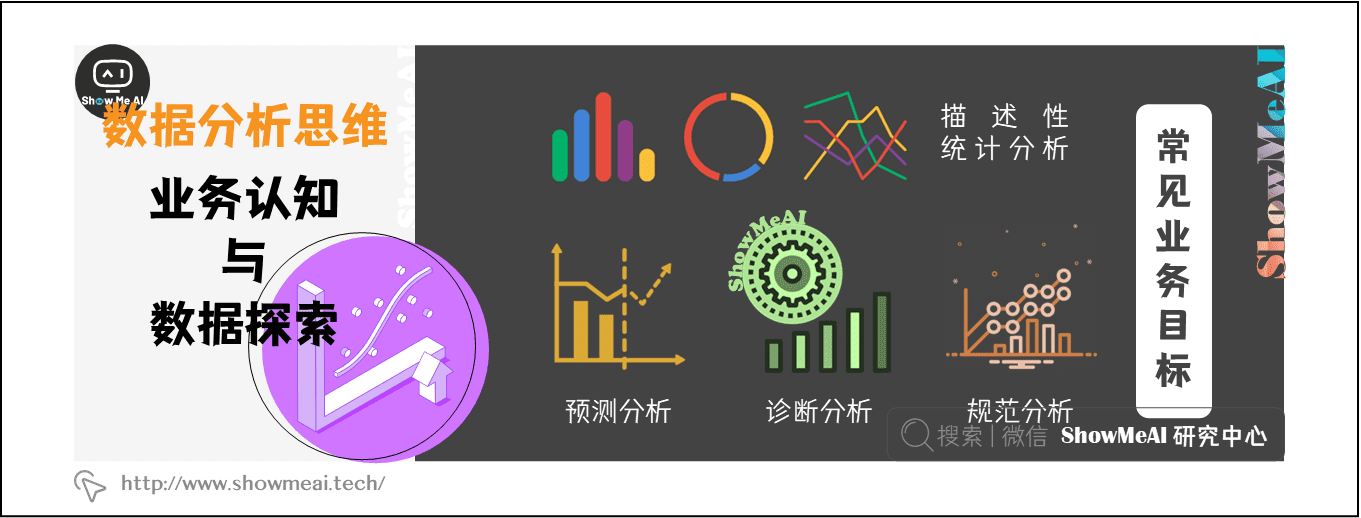 Show Me AI
数据分析思维
业务认知
与
数据探索
ShowMeAI
描述性
统计分析
ShowMeAI
预测分析
诊断分析
规范分析
常见业务目标
ShowMeAI
搜索 | 微信 ShowMeAI 研究中心
http://www.showmeai.tech/